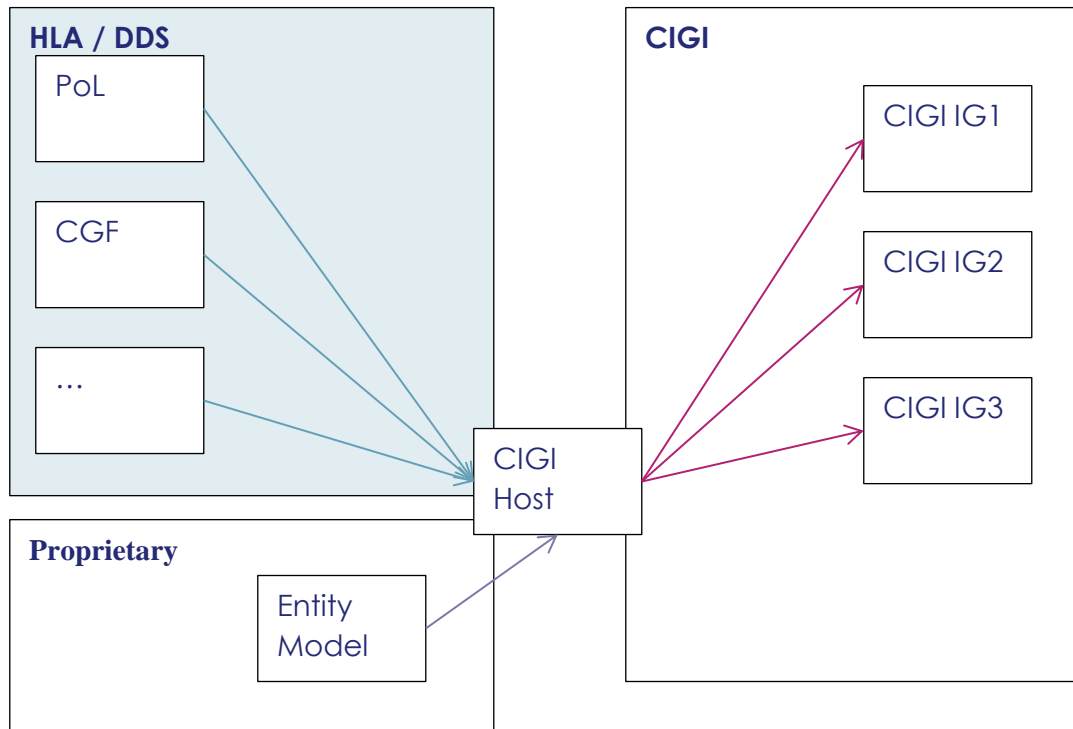 HLA / DDS
PoL
CGF
…
Proprietary
Entity
Model
CIGI
Host
CIGI
CIGI IG1
CIGI IG2
CIGI IG3